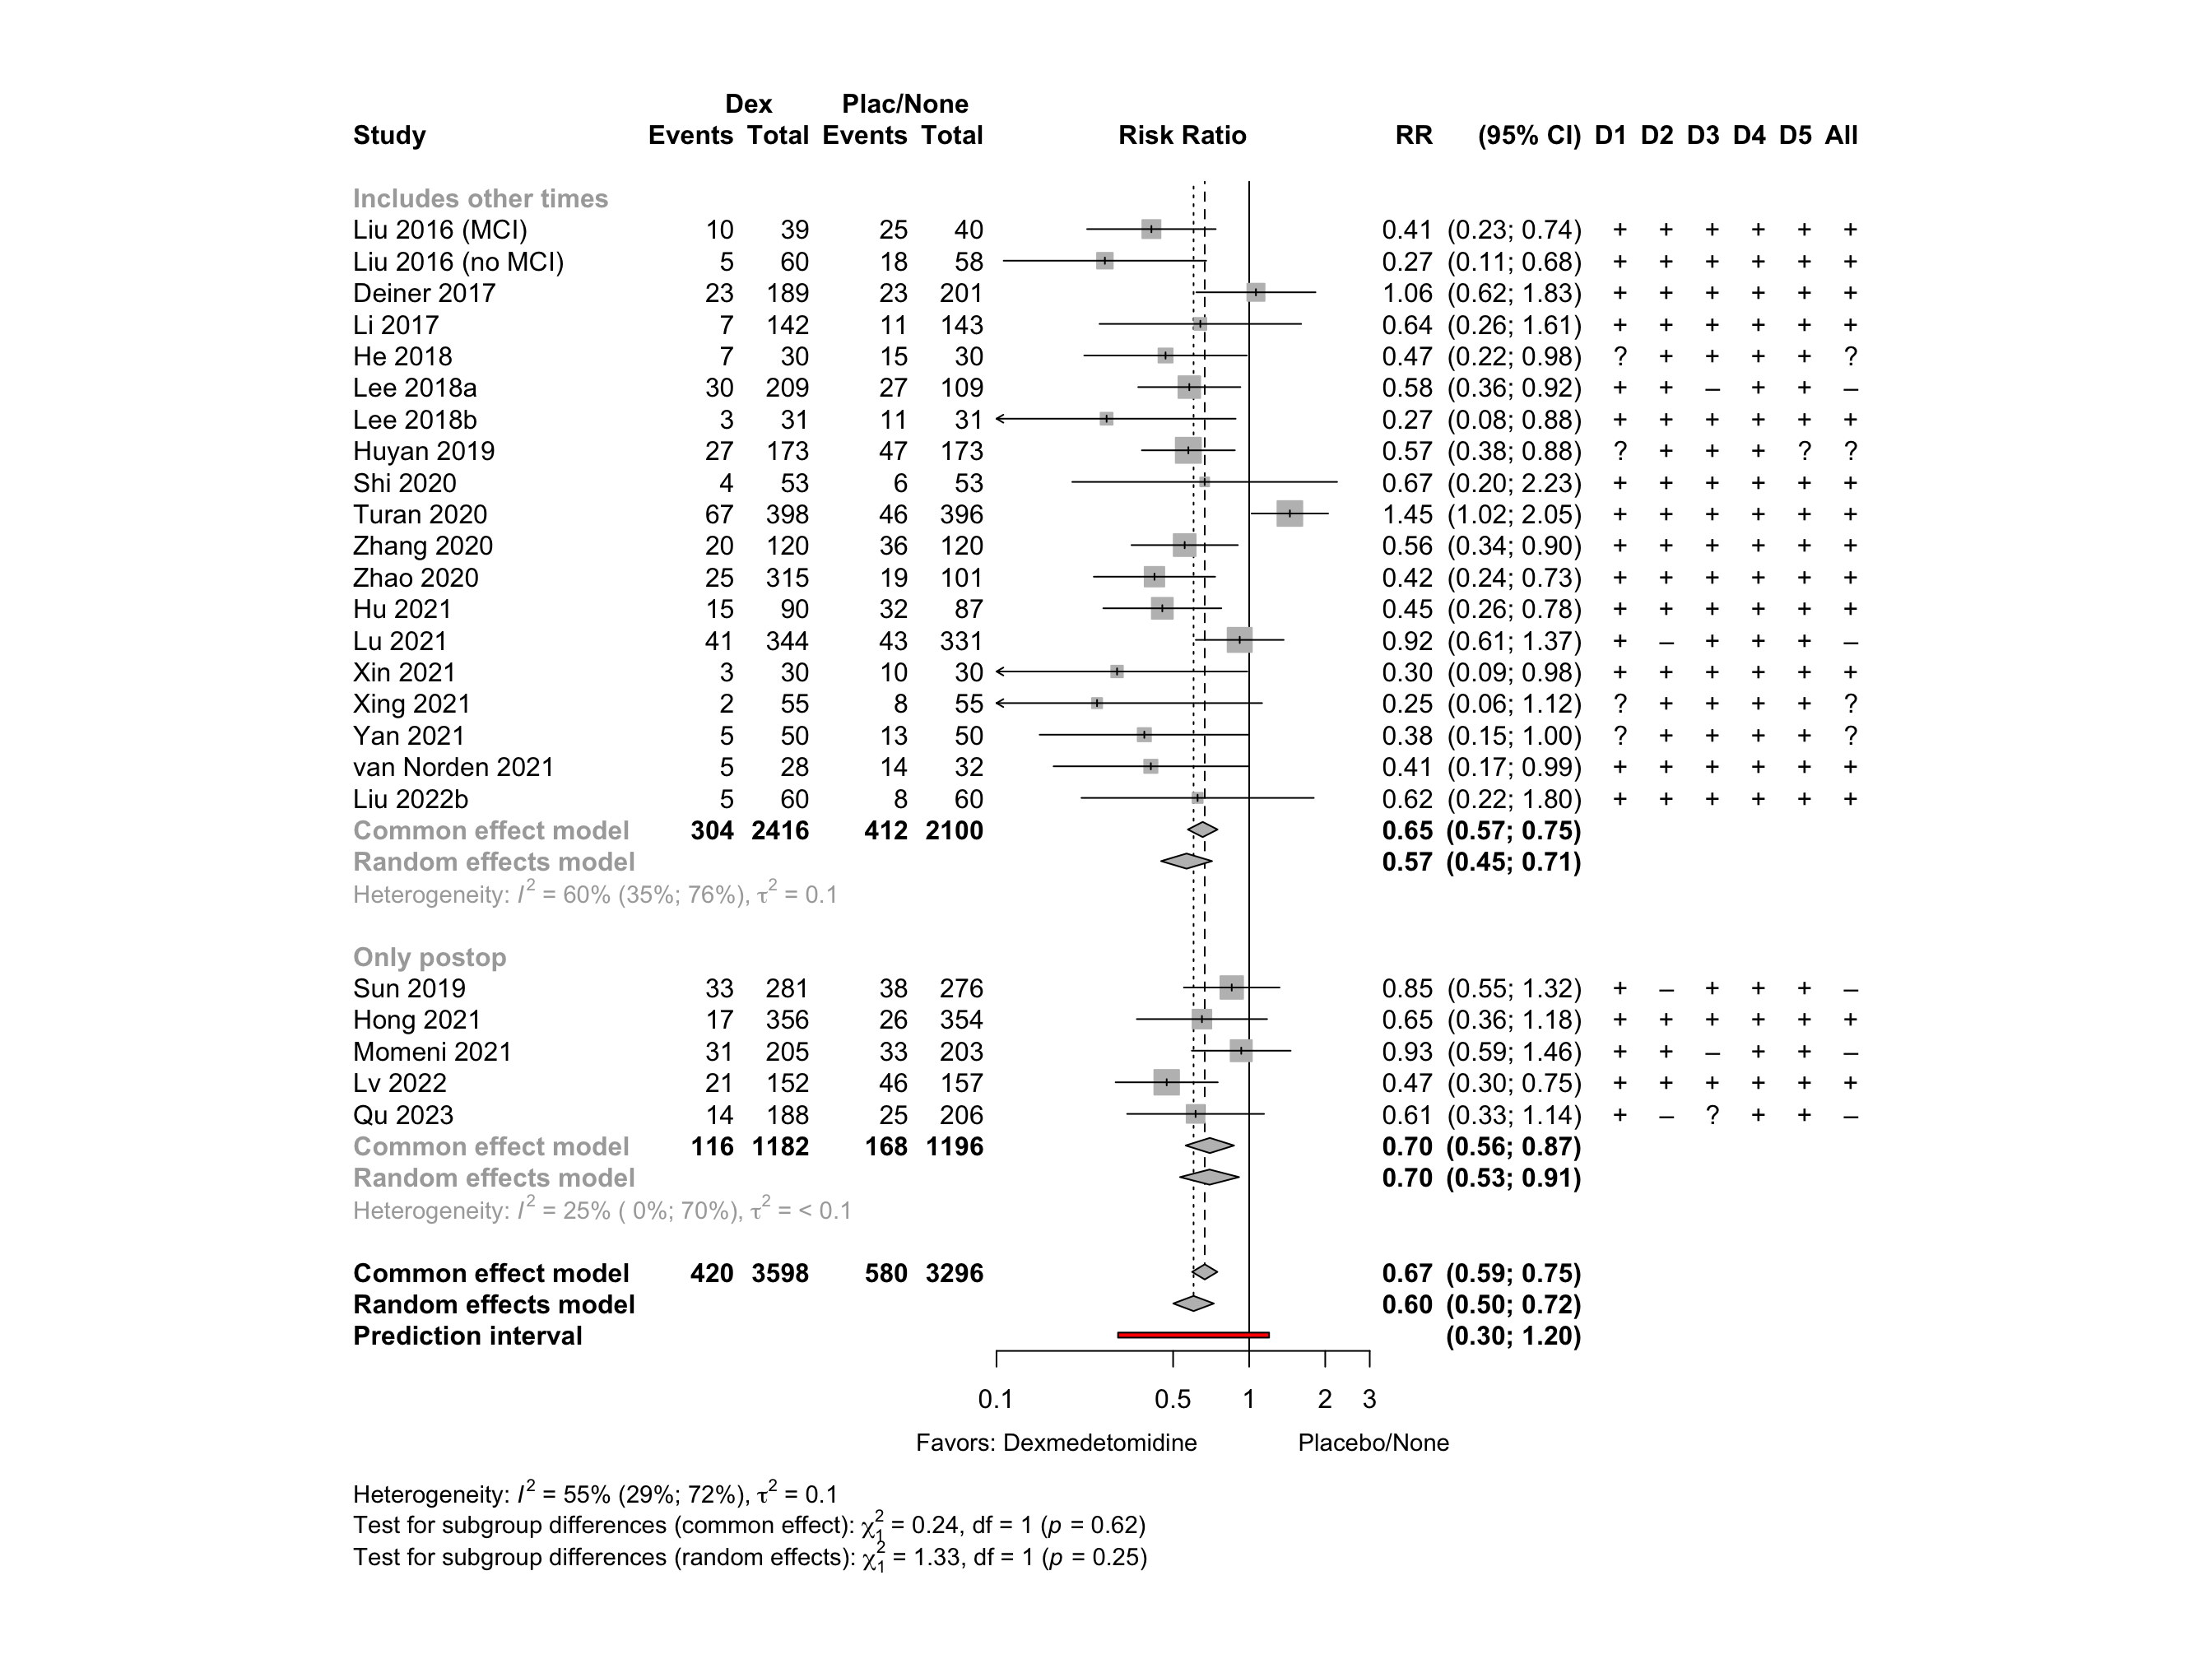 Dex Plac/None
Study Events Total Events Total Risk Ratio RR (95% CI) D1 D2 D3 D4 D5 All
Includes other times
Liu 2016 (MCI) 10 39 25 40 0.41 (0.23; 0.74) + + + + + +
Liu 2016 (no MCI) 5 60 18 58 0.27 (0.11; 0.68) + + + + + +
Deiner 2017 23 189 23 201 1.06 (0.62; 1.83) + + + + + +
Li 2017 7 142 11 143 0.64 (0.26; 1.61) + + + + + +
He 2018 7 30 15 30 0.47 (0.22; 0.98) ? + + + + ?
Lee 2018a 30 209 27 109 0.58 (0.36; 0.92) + + – + + –
Lee 2018b 3 31 11 31 0.27 (0.08; 0.88) + + + + + +
Huyan 2019 27 173 47 173 0.57 (0.38; 0.88) ? + + + ? ?
Shi 2020 4 53 6 53 0.67 (0.20; 2.23) + + + + + +
Turan 2020 67 398 46 396 1.45 (1.02; 2.05) + + + + + +
Zhang 2020 20 120 36 120 0.56 (0.34; 0.90) + + + + + +
Zhao 2020 25 315 19 101 0.42 (0.24; 0.73) + + + + + +
Hu 2021 15 90 32 87 0.45 (0.26; 0.78) + + + + + +
Lu 2021 41 344 43 331 0.92 (0.61; 1.37) + – + + + –
Xin 2021 3 30 10 30 0.30 (0.09; 0.98) + + + + + +
Xing 2021 2 55 8 55 0.25 (0.06; 1.12) ? + + + + ?
Yan 2021 5 50 13 50 0.38 (0.15; 1.00) ? + + + + ?
van Norden 2021 5 28 14 32 0.41 (0.17; 0.99) + + + + + +
Liu 2022b 5 60 8 60 0.62 (0.22; 1.80) + + + + + +
Common effect model 304 2416 412 2100 0.65 (0.57; 0.75)
Random effects model 0.57 (0.45; 0.71)
Heterogeneity: I² = 60% (35%; 76%), τ² = 0.1
Only postop
Sun 2019 33 281 38 276 0.85 (0.55; 1.32) + – + + + –
Hong 2021 17 356 26 354 0.65 (0.36; 1.18) + + + + + +
Momeni 2021 31 205 33 203 0.93 (0.59; 1.46) + + – + + –
Lv 2022 21 152 46 157 0.47 (0.30; 0.75) + + + + + +
Qu 2023 14 188 25 206 0.61 (0.33; 1.14) + – ? + + –
Common effect model 116 1182 168 1196 0.70 (0.56; 0.87)
Random effects model 0.70 (0.53; 0.91)
Heterogeneity: I² = 25% ( 0%; 70%), τ² = < 0.1
Common effect model 420 3598 580 3296 0.67 (0.59; 0.75)
Random effects model 0.60 (0.50; 0.72)
Prediction interval (0.30; 1.20)
0.1 0.5 1 2 3
Favors: Dexmedetomidine Placebo/None
Heterogeneity: I² = 55% (29%; 72%), τ² = 0.1
Test for subgroup differences (common effect): χ²₁ = 0.24, df = 1 (p = 0.62)
Test for subgroup differences (random effects): χ²₁ = 1.33, df = 1 (p = 0.25)